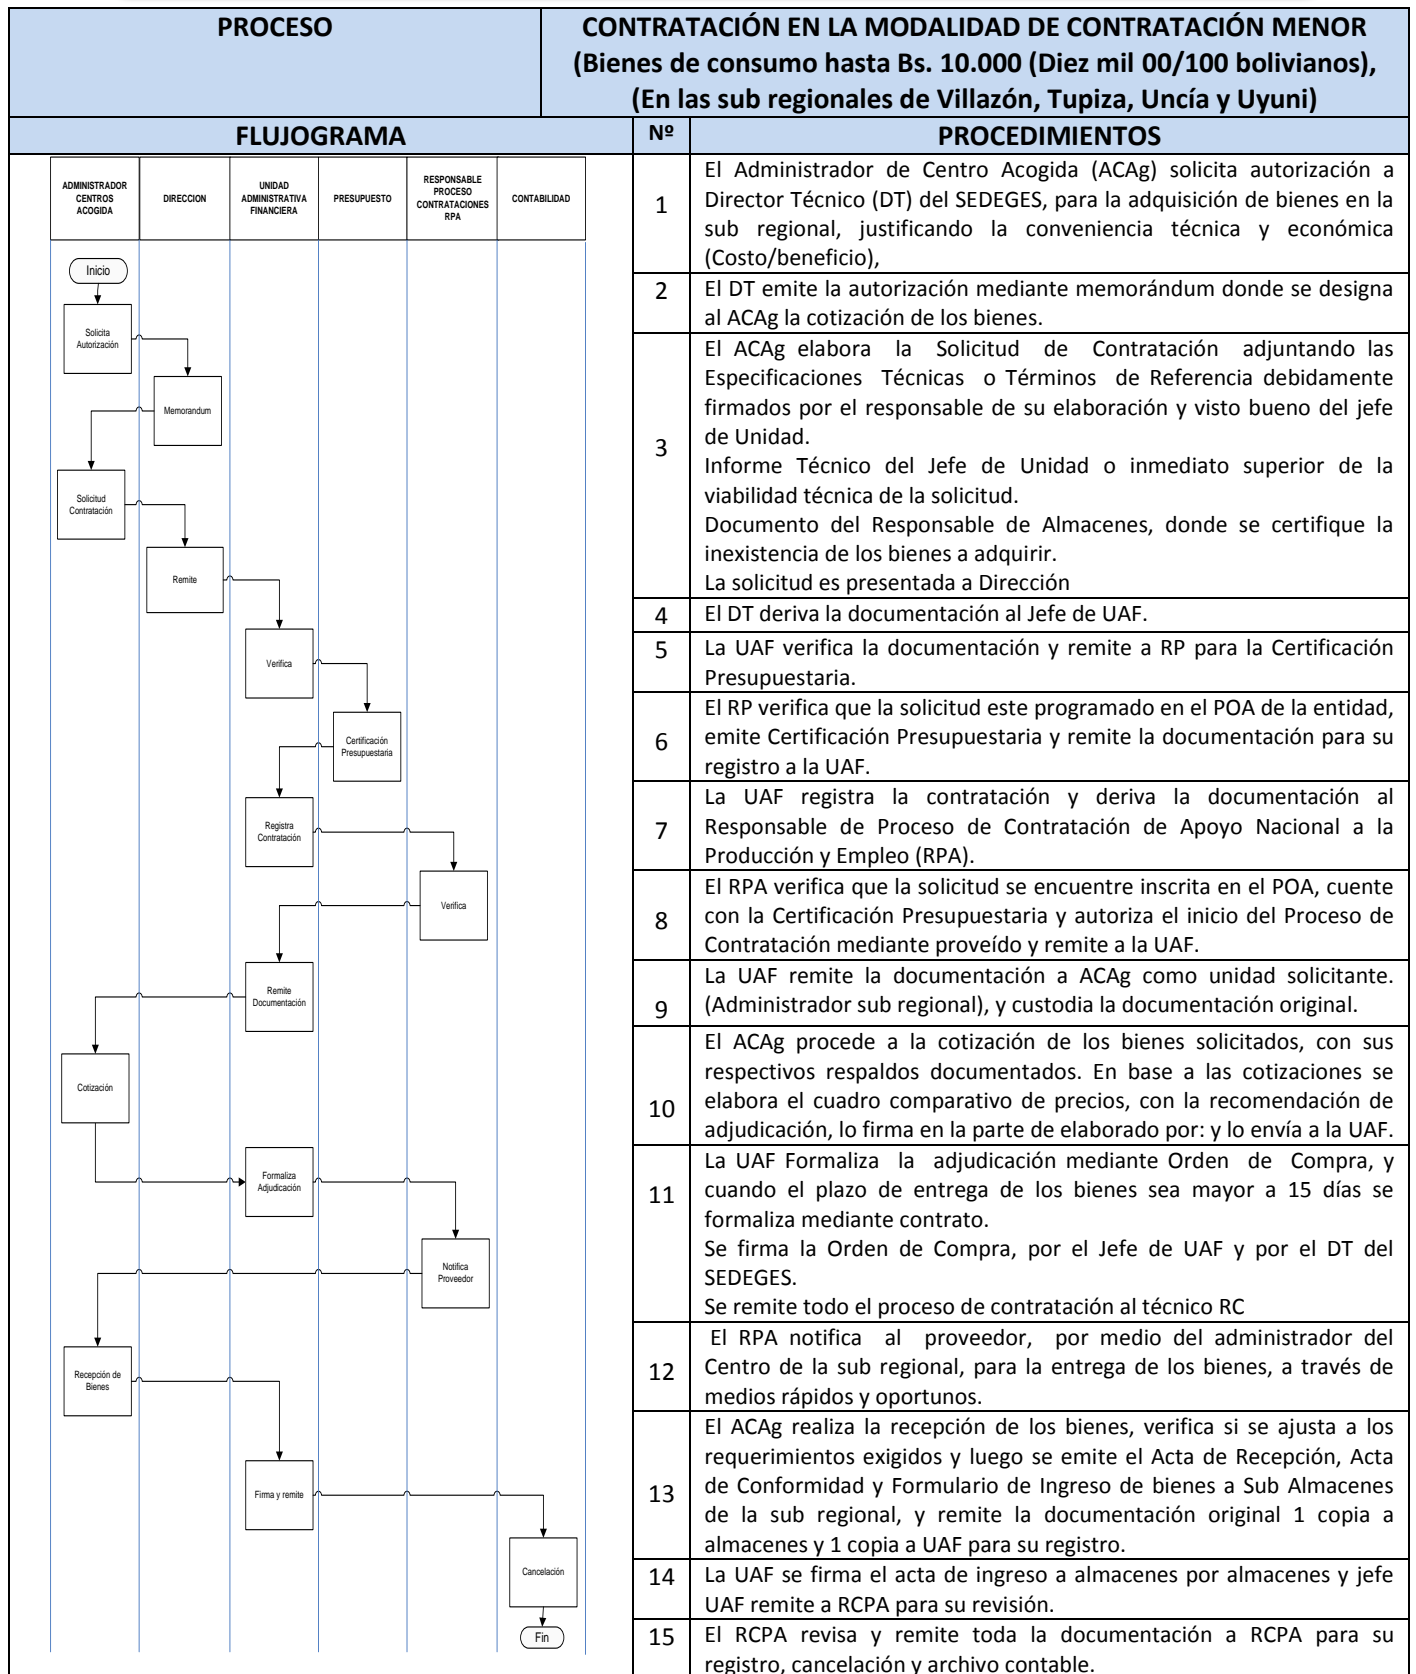 PROCESO
CONTRATACIÓN EN LA MODALIDAD DE CONTRATACIÓN MENOR
(Bienes de consumo hasta Bs. 10.000 (Diez mil 00/100 bolivianos),
(En las sub regionales de Villazón, Tupiza, Uncía y Uyuni)
FLUJOGRAMA
Nº
PROCEDIMIENTOS
ADMINISTRADOR
CENTROS
ACOGIDA
DIRECCION
UNIDAD
ADMINISTRATIVA
FINANCIERA
PRESUPUESTO
RESPONSABLE
PROCESO
CONTRATACIONES
RPA
CONTABILIDAD
Inicio
Solicita
Autorización
Memorandum
Solicitud
Contratación
Remite
Verifica
Certificación
Presupuestaria
Registra
Contratación
Verifica
Remite
Documentación
Cotización
Formaliza
Adjudicación
Notifica
Proveedor
Recepción de
Bienes
Firma y remite
Cancelación
Fin
1
El Administrador de Centro Acogida (ACAg) solicita autorización a
Director Técnico (DT) del SEDEGES, para la adquisición de bienes en la
sub regional, justificando la conveniencia técnica y económica
(Costo/beneficio),
2
El DT emite la autorización mediante memorándum donde se designa
al ACAg la cotización de los bienes.
3
El ACAg elabora la Solicitud de Contratación adjuntando las
Especificaciones Técnicas o Términos de Referencia debidamente
firmados por el responsable de su elaboración y visto bueno del jefe
de Unidad.
Informe Técnico del Jefe de Unidad o inmediato superior de la
viabilidad técnica de la solicitud.
Documento del Responsable de Almacenes, donde se certifique la
inexistencia de los bienes a adquirir.
La solicitud es presentada a Dirección
4
El DT deriva la documentación al Jefe de UAF.
5
La UAF verifica la documentación y remite a RP para la Certificación
Presupuestaria.
6
El RP verifica que la solicitud este programado en el POA de la entidad,
emite Certificación Presupuestaria y remite la documentación para su
registro a la UAF.
7
La UAF registra la contratación y deriva la documentación al
Responsable de Proceso de Contratación de Apoyo Nacional a la
Producción y Empleo (RPA).
8
El RPA verifica que la solicitud se encuentre inscrita en el POA, cuente
con la Certificación Presupuestaria y autoriza el inicio del Proceso de
Contratación mediante proveído y remite a la UAF.
9
La UAF remite la documentación a ACAg como unidad solicitante.
(Administrador sub regional), y custodia la documentación original.
10
El ACAg procede a la cotización de los bienes solicitados, con sus
respectivos respaldos documentados. En base a las cotizaciones se
elabora el cuadro comparativo de precios, con la recomendación de
adjudicación, lo firma en la parte de elaborado por: y lo envía a la UAF.
11
La UAF Formaliza la adjudicación mediante Orden de Compra, y
cuando el plazo de entrega de los bienes sea mayor a 15 días se
formaliza mediante contrato.
Se firma la Orden de Compra, por el Jefe de UAF y por el DT del
SEDEGES.
Se remite todo el proceso de contratación al técnico RC
12
El RPA notifica al proveedor, por medio del administrador del
Centro de la sub regional, para la entrega de los bienes, a través de
medios rápidos y oportunos.
13
El ACAg realiza la recepción de los bienes, verifica si se ajusta a los
requerimientos exigidos y luego se emite el Acta de Recepción, Acta
de Conformidad y Formulario de Ingreso de bienes a Sub Almacenes
de la sub regional, y remite la documentación original 1 copia a
almacenes y 1 copia a UAF para su registro.
14
La UAF se firma el acta de ingreso a almacenes por almacenes y jefe
UAF remite a RCPA para su revisión.
15
El RCPA revisa y remite toda la documentación a RCPA para su
registro, cancelación y archivo contable.